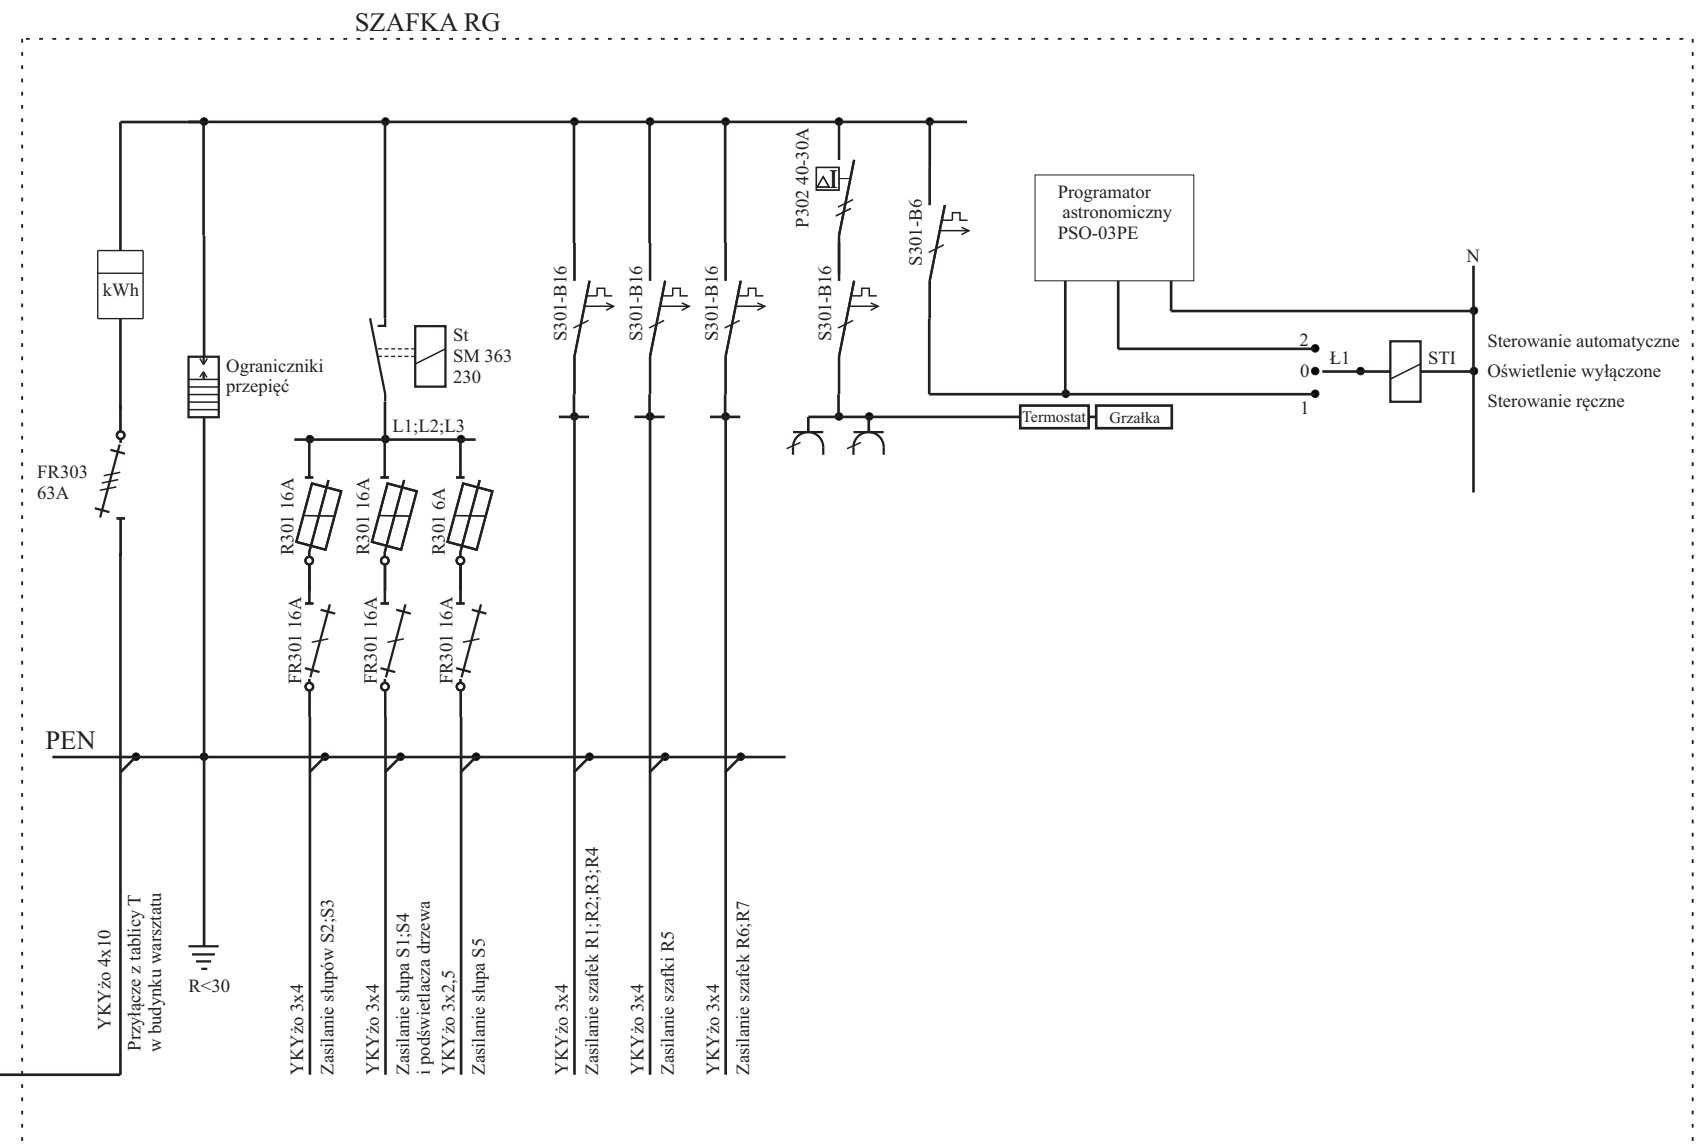 SZAFKA RG
kWh
FR303
63A
Ograniczniki
przepięć
St
SM 363
230
L1;L2;L3
R301 16A
R301 16A
R301 6A
FR301 16A
FR301 16A
FR301 16A
S301-B16
S301-B16
S301-B16
P302 40-30A
ΔI
S301-B16
S301-B6
Programator
astronomiczny
PSO-03PE
N
2
0
1
Ł1
STI
Sterowanie automatyczne
Oświetlenie wyłączone
Sterowanie ręczne
Termostat
Grzałka
PEN
YKYżo 4x10
Przyłącze z tablicy T
w budynku warsztatu
R<30
YKYżo 3x4
Zasilanie słupów S2;S3
YKYżo 3x4
Zasilanie słupa S1;S4
i podświetlacza drzewa
YKYżo 3x2,5
Zasilanie słupa S5
YKYżo 3x4
Zasilanie szafek R1;R2;R3;R4
YKYżo 3x4
Zasilanie szafki R5
YKYżo 3x4
Zasilanie szafek R6;R7